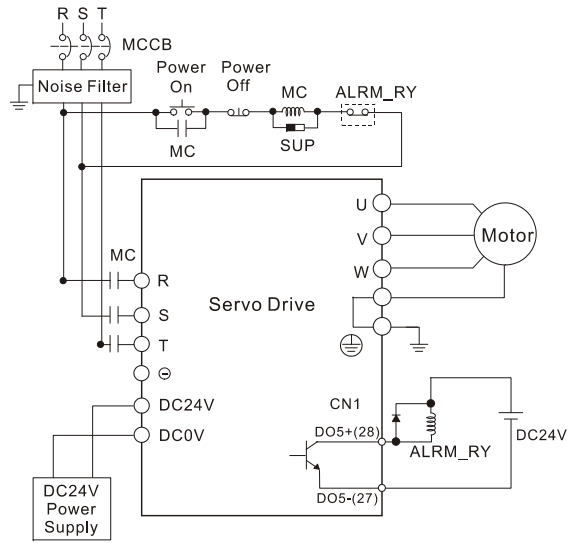 R S T
MCCB
Noise Filter
Power
On
Power
Off
MC
ALRM_RY
MC
SUP
MC
R
S
T
⊖
DC24V
DC0V
Servo Drive
U
V
W
Motor
CN1
DO5+(28)
DO5-(27)
ALRM_RY
DC24V
DC24V
Power
Supply